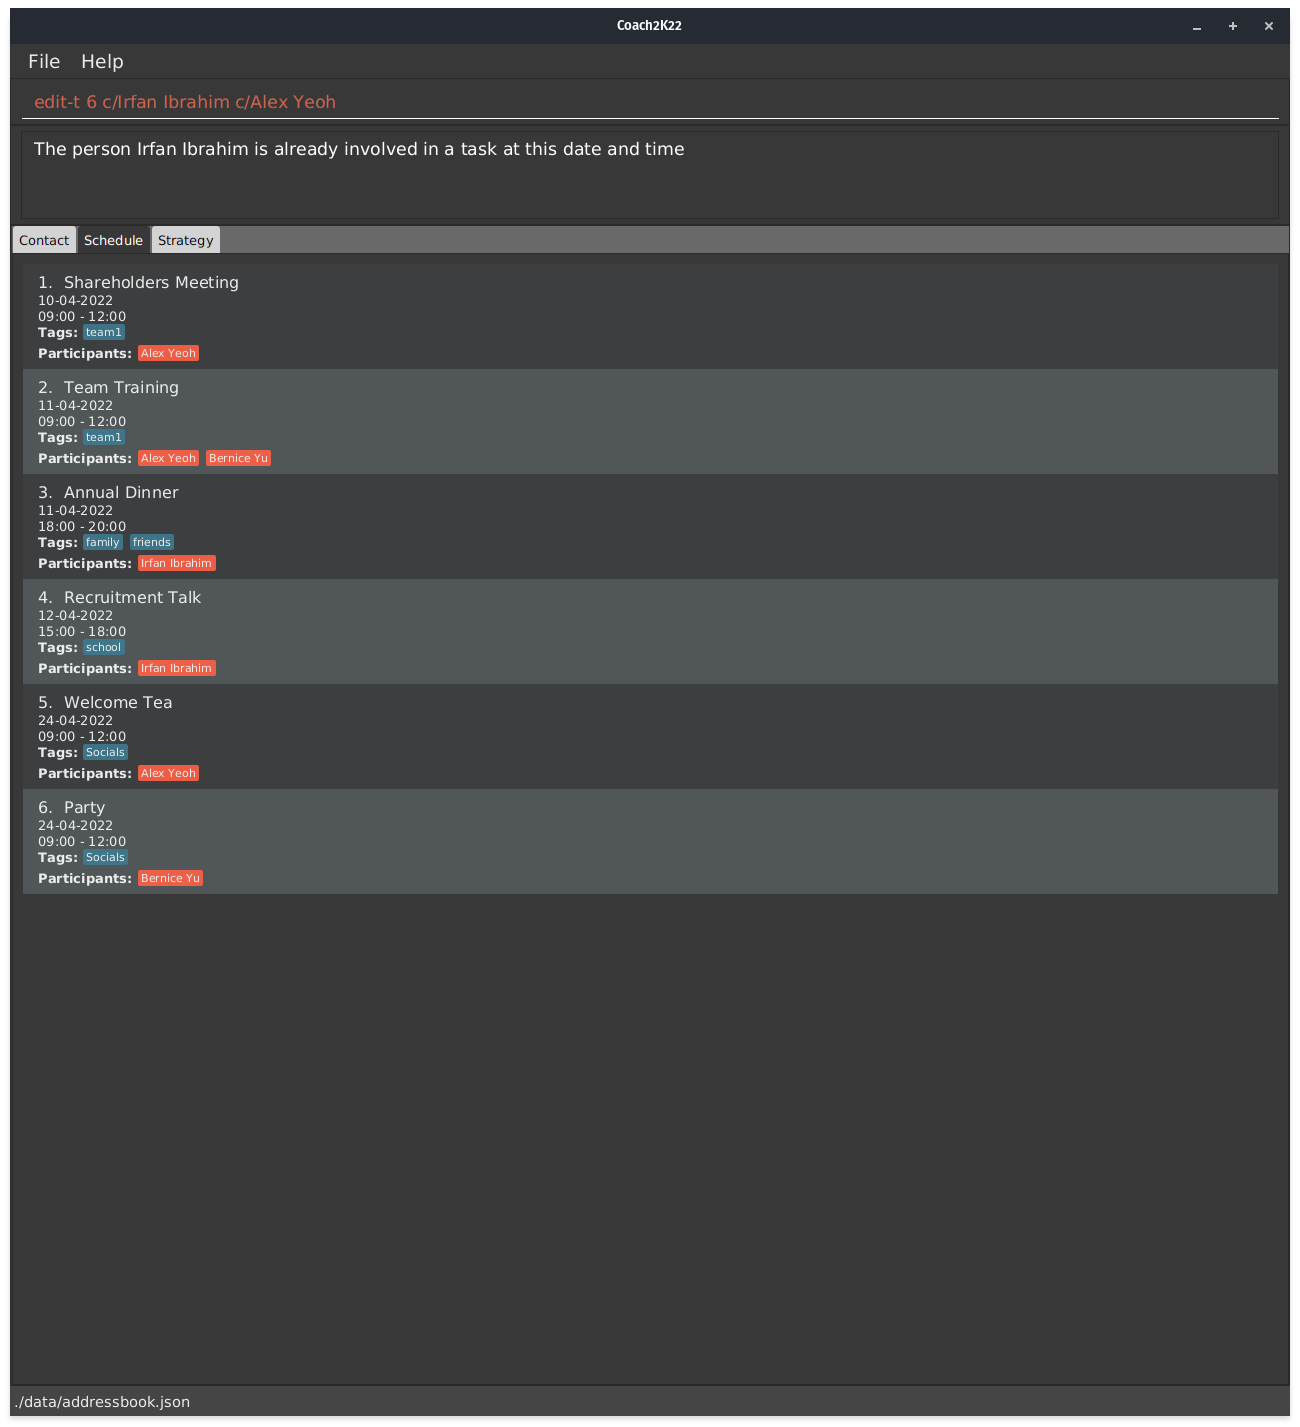 Coach2K22
File Help
edit-t 6 c/Irfan Ibrahim c/Alex Yeoh
The person Irfan Ibrahim is already involved in a task at this date and time
Contact Schedule Strategy
1. Shareholders Meeting
10-04-2022
09:00 - 12:00
Tags: team1
Participants: Alex Yeoh
2. Team Training
11-04-2022
09:00 - 12:00
Tags: team1
Participants: Alex Yeoh Bernice Yu
3. Annual Dinner
11-04-2022
18:00 - 20:00
Tags: family friends
Participants: Irfan Ibrahim
4. Recruitment Talk
12-04-2022
15:00 - 18:00
Tags: school
Participants: Irfan Ibrahim
5. Welcome Tea
24-04-2022
09:00 - 12:00
Tags: Socials
Participants: Alex Yeoh
6. Party
24-04-2022
09:00 - 12:00
Tags: Socials
Participants: Bernice Yu
./data/addressbook.json